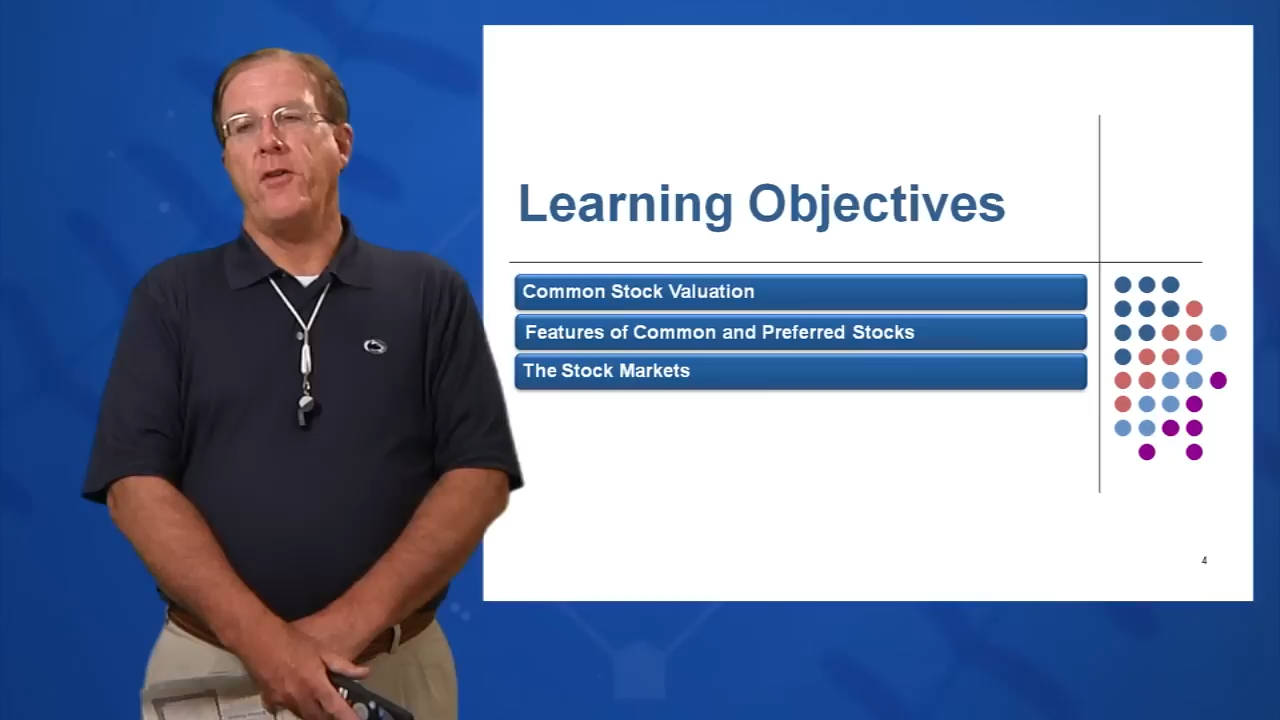 Learning Objectives
Common Stock Valuation
Features of Common and Preferred Stocks
The Stock Markets
4